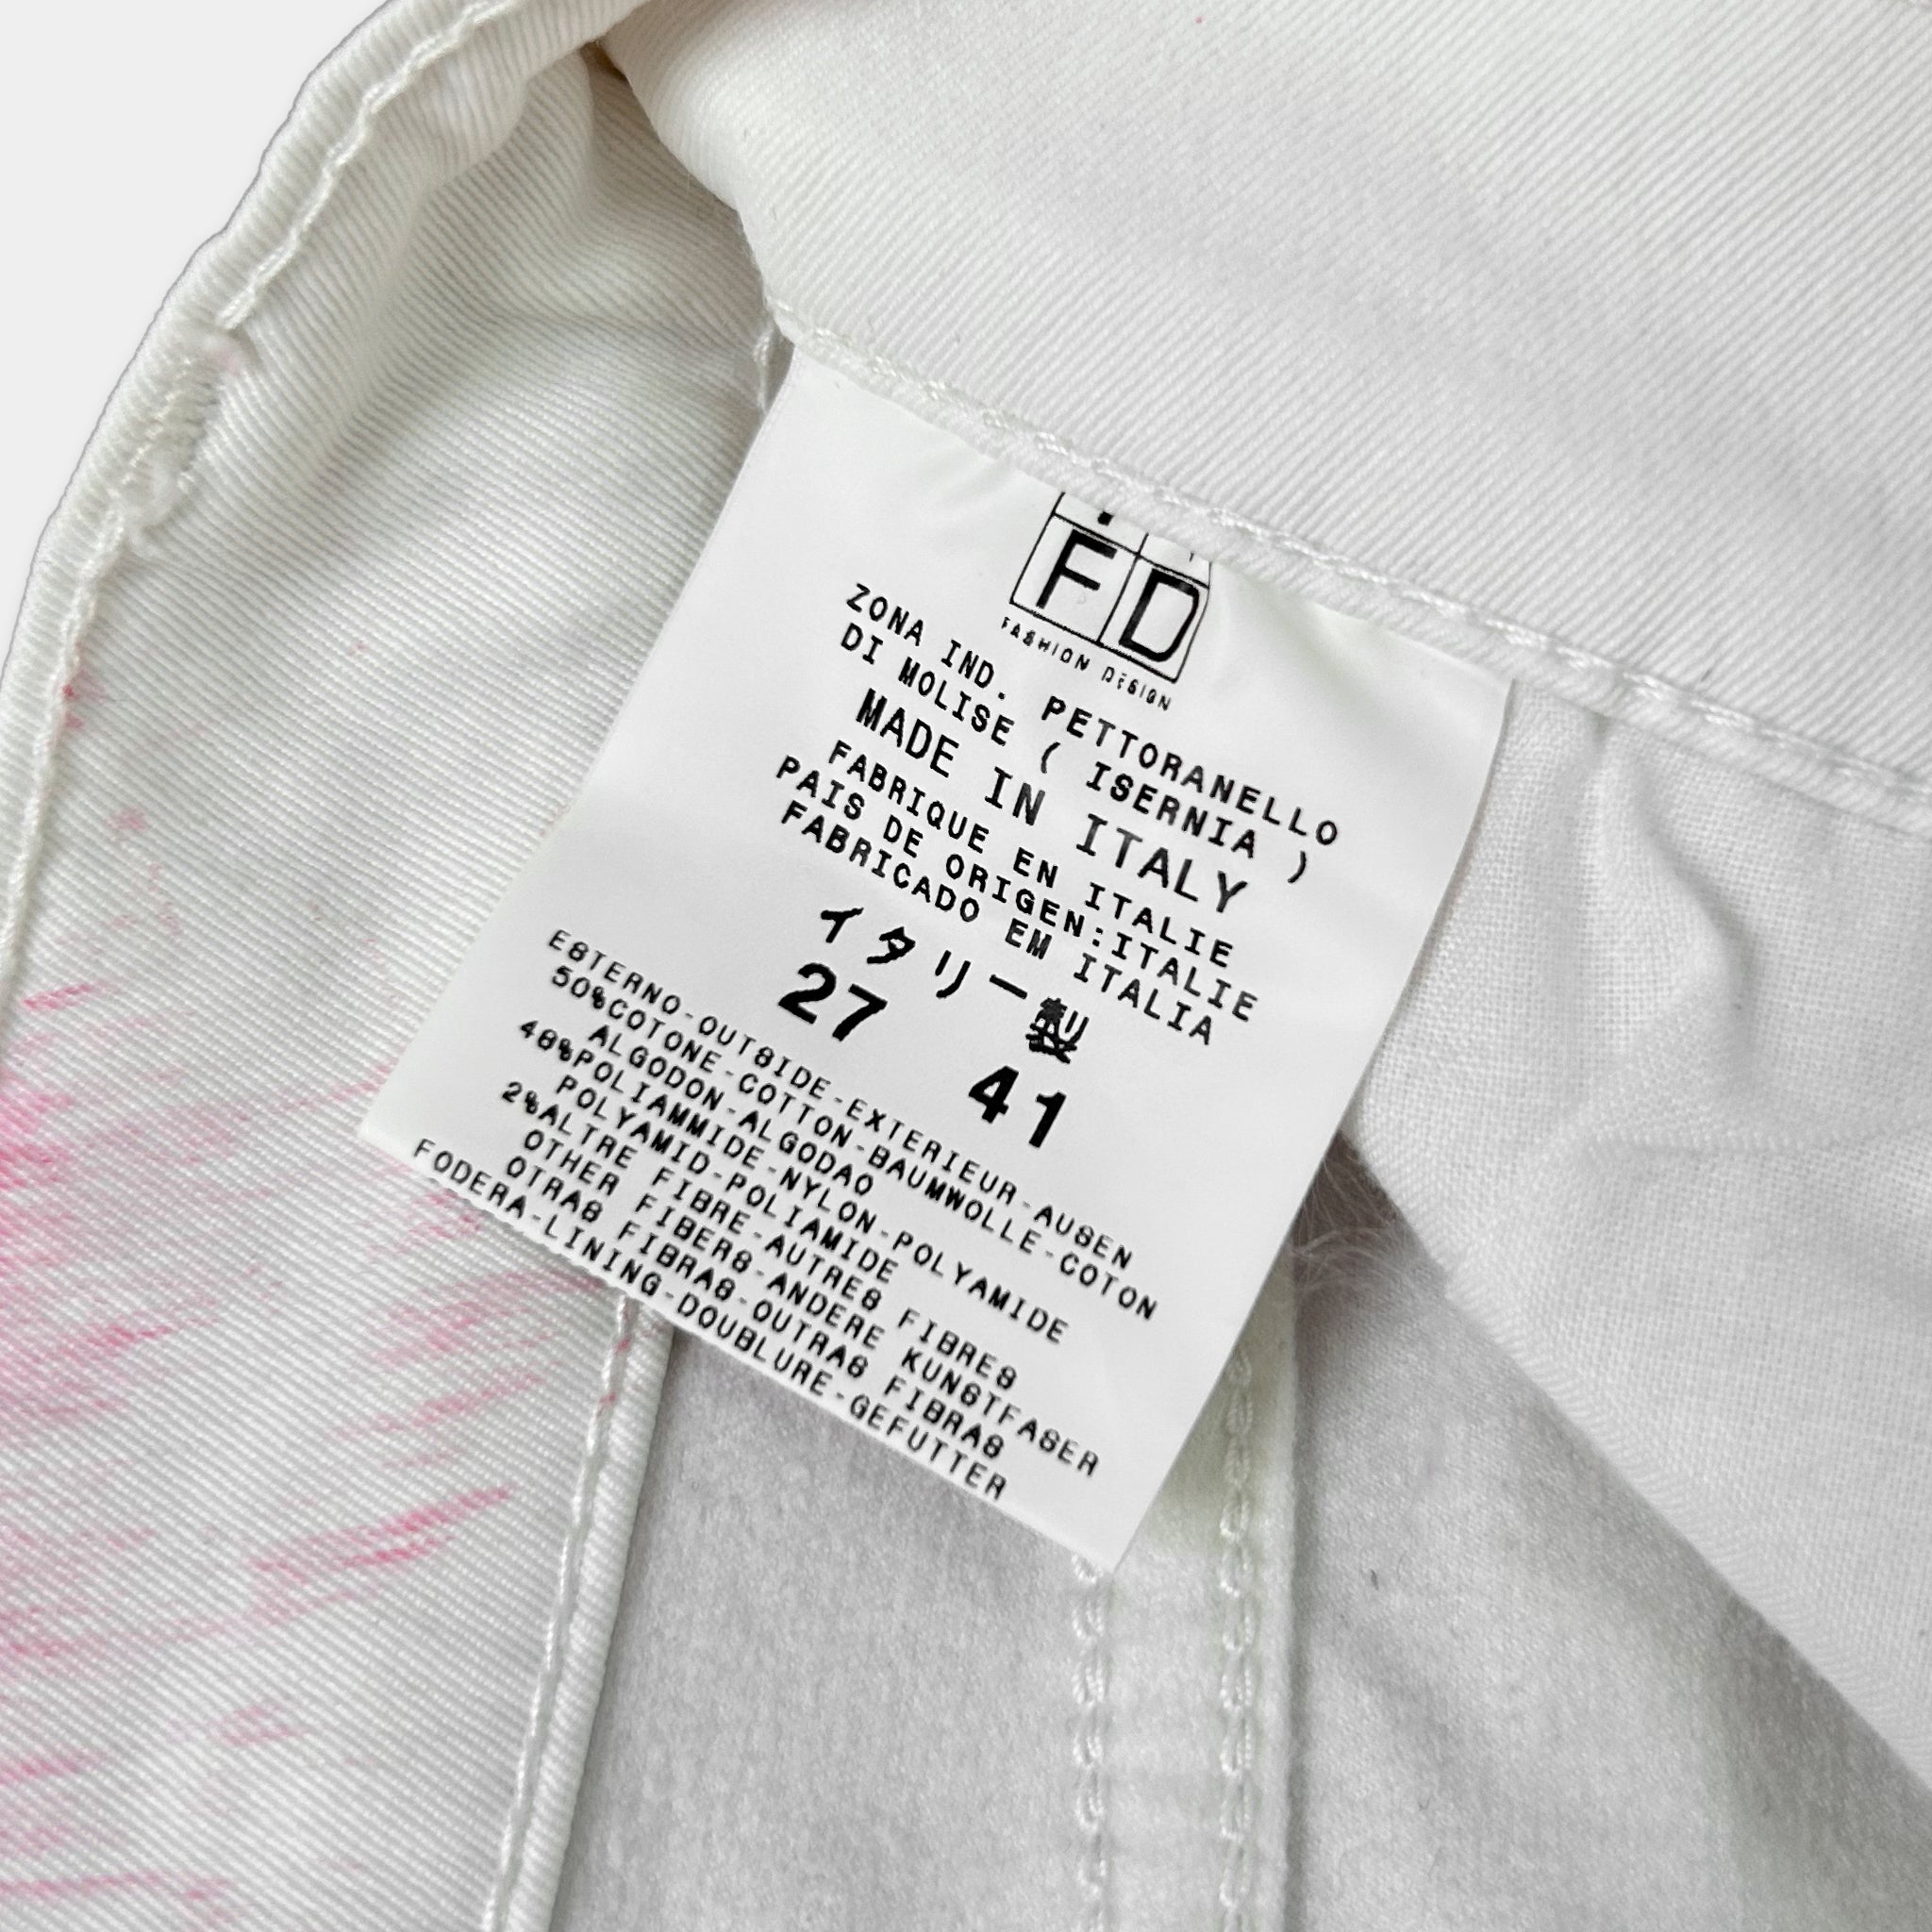 F D
FASHION DESIGN
ZONA IND. PETTORANELLO
DI MOLISE ( ISERNIA )
MADE IN ITALY
FABRIQUE EN ITALIE
PAIS DE ORIGEN:ITALIE
FABRICADO EM ITALIA
イタリー製
27 41
ESTERNO-OUTSIDE-EXTERIEUR-AUSEN
50%COTONE-COTTON-BAUMWOLLE-COTON
ALGODON-ALGODAO
48%POLIAMMIDE-NYLON-POLYAMIDE
POLYAMID-POLIAMIDE
2%ALTRE FIBRE-AUTRES FIBRES
OTHER FIBERS-ANDERE KUNSTFASER
OTRAS FIBRAS-OUTRAS FIBRAS
FODERA-LINING-DOUBLURE-GEFUTTER